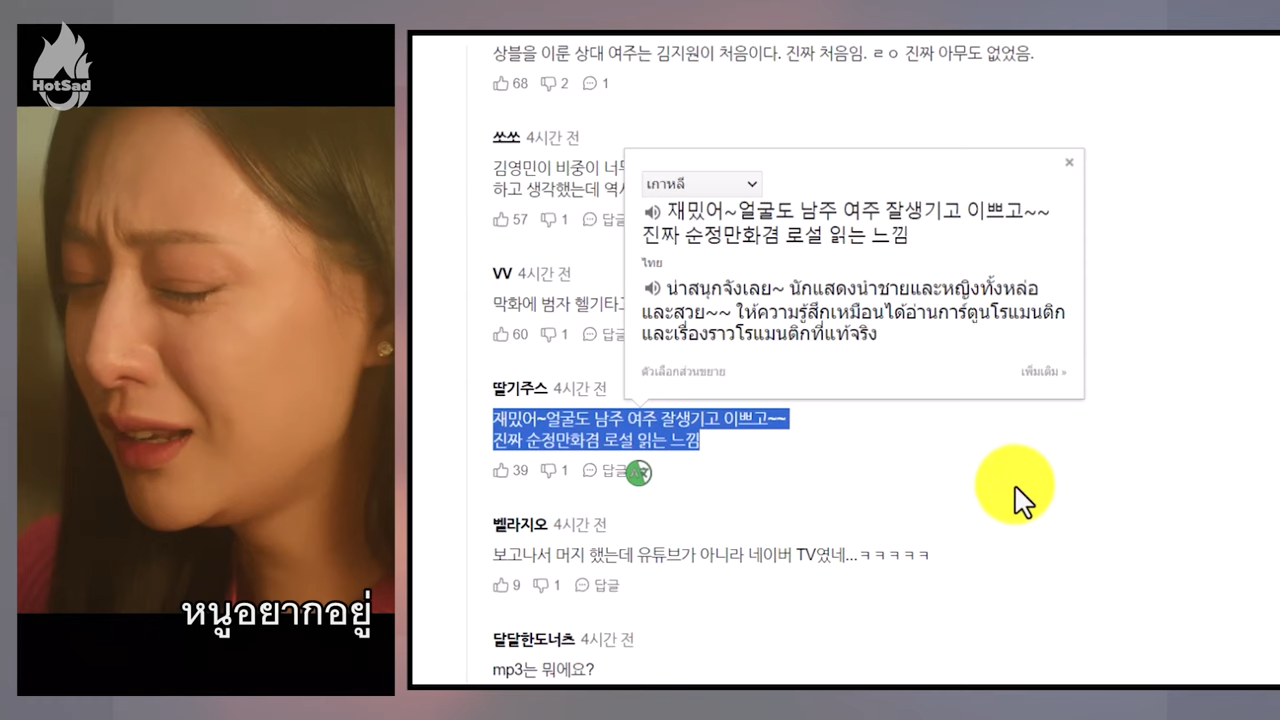 HotSad
หนูอยากอยู่
상블을 이룬 상대 여주는 김지원이 처음이다. 진짜 처음임. ㄹㅇ 진짜 아무도 없었음.
68 2 1
쏘쏘 4시간 전
김영민이 비중이 너무
하고 생각했는데 역시
57 1 답글
VV 4시간 전
막화에 범자 헬기타고
60 1 답글
딸기주스 4시간 전
재밌어~얼굴도 남주 여주 잘생기고 이쁘고~~
진짜 순정만화겸 로설 읽는 느낌
39 1 답글
벨라지오 4시간 전
보고나서 머지 했는데 유튜브가 아니라 네이버 TV였네...ㅋㅋㅋㅋㅋ
9 1 답글
달달한도너츠 4시간 전
mp3는 뭐에요?
เกาหลี
재밌어~얼굴도 남주 여주 잘생기고 이쁘고~~
진짜 순정만화겸 로설 읽는 느낌
ไทย
น่าสนุกจังเลย~ นักแสดงนำชายและหญิงทั้งหล่อ
และสวย~~ ให้ความรู้สึกเหมือนได้อ่านการ์ตูนโรแมนติก
และเรื่องราวโรแมนติกที่แท้จริง
ตัวเลือกส่วนขยาย
เพิ่มเติม »